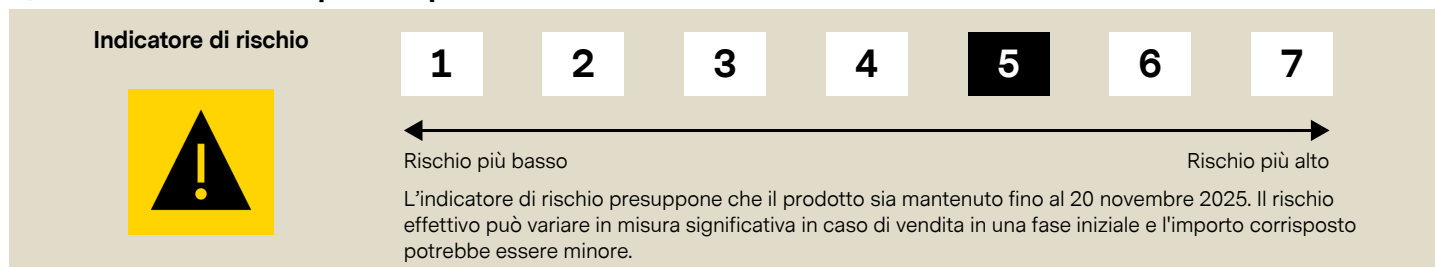 Indicatore di rischio
1 2 3 4 5 6 7
Rischio più basso Rischio più alto
L'indicatore di rischio presuppone che il prodotto sia mantenuto fino al 20 novembre 2025. Il rischio
effettivo può variare in misura significativa in caso di vendita in una fase iniziale e l'importo corrisposto
potrebbe essere minore.